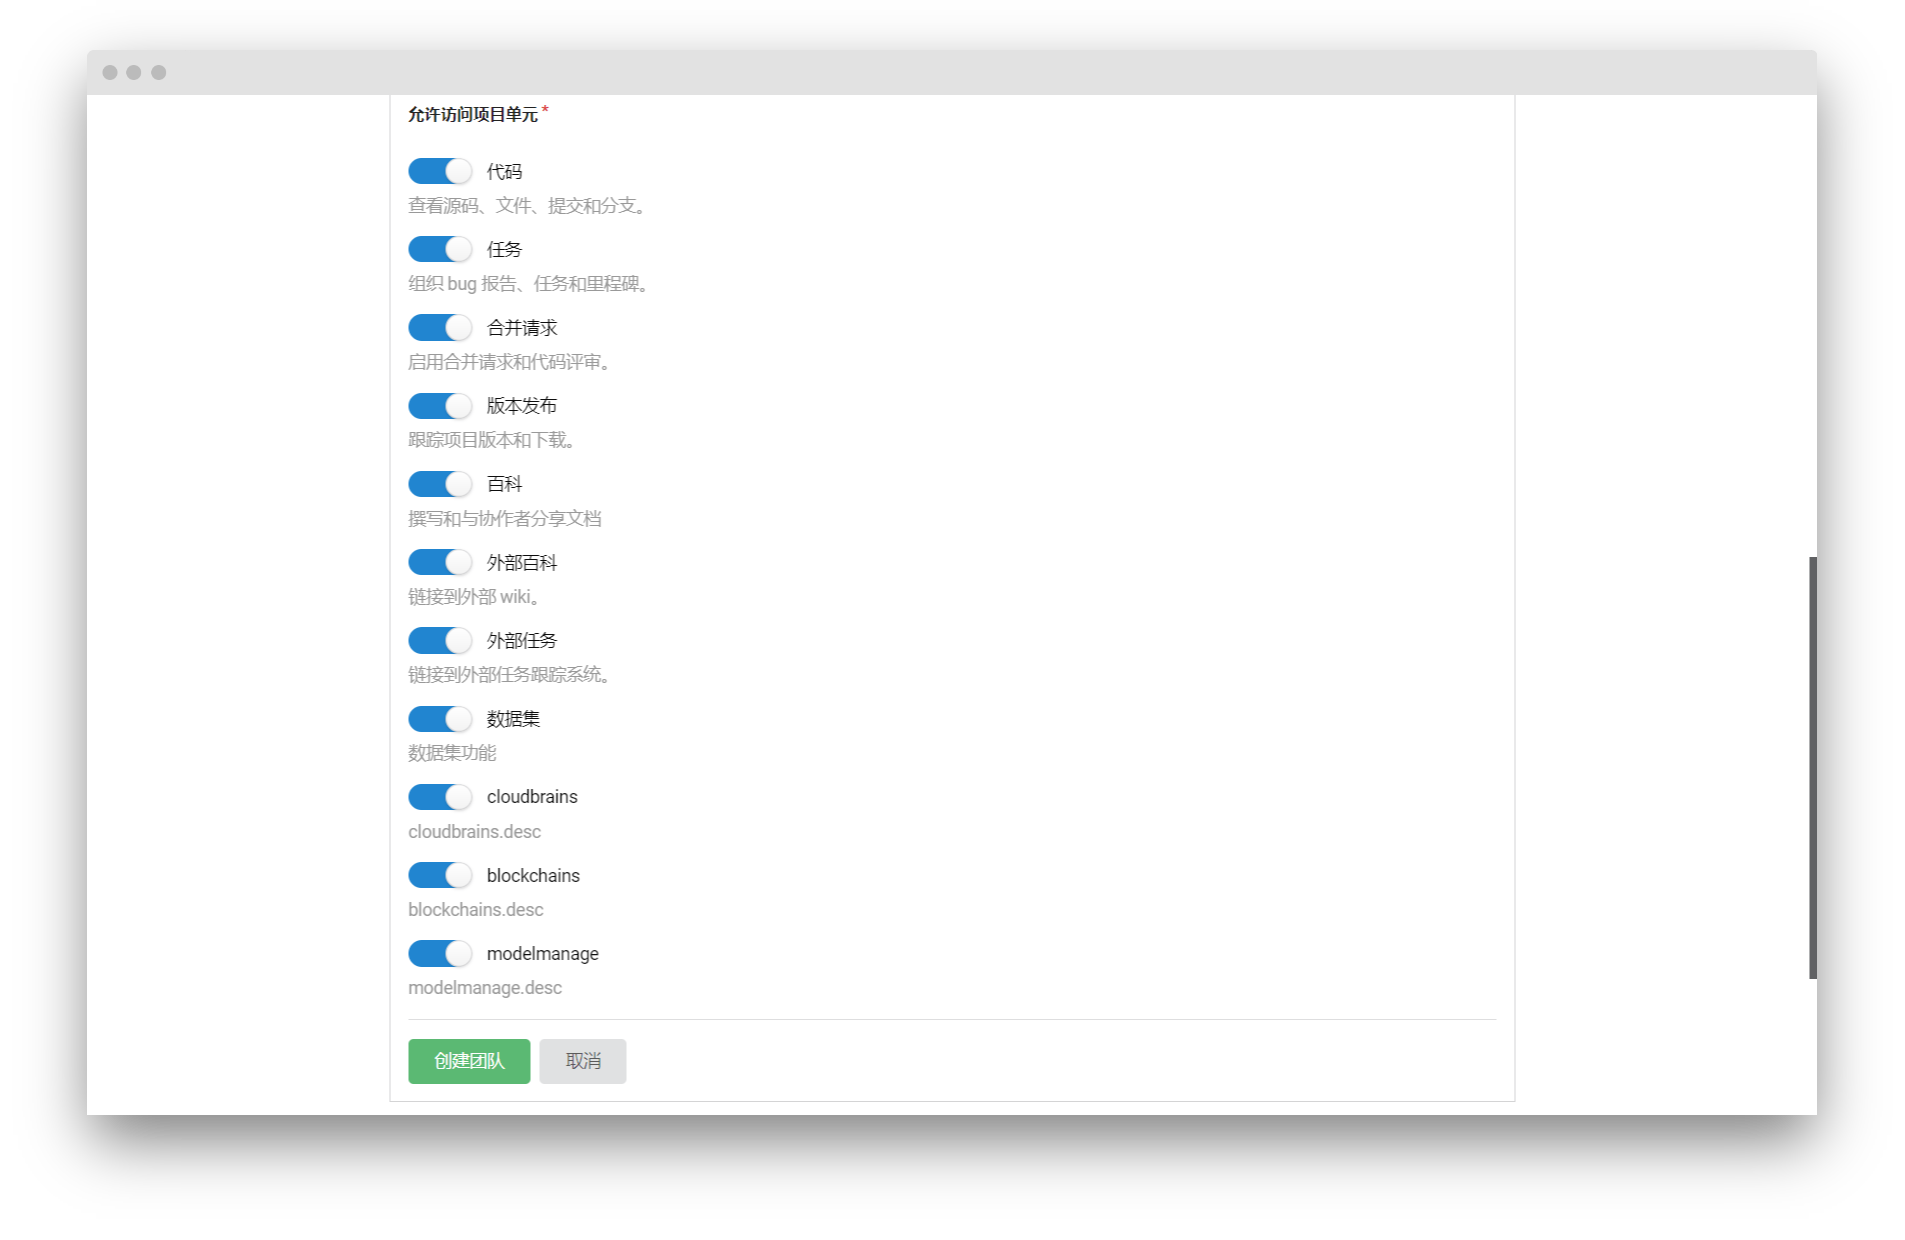 允许访问项目单元*
代码
查看源码、文件、提交和分支。
任务
组织 bug 报告、任务和里程碑。
合并请求
启用合并请求和代码评审。
版本发布
跟踪项目版本和下载。
百科
撰写和与协作者分享文档
外部百科
链接到外部 wiki。
外部任务
链接到外部任务跟踪系统。
数据集
数据集功能
cloudbrains
cloudbrains.desc
blockchains
blockchains.desc
modelmanage
modelmanage.desc
创建团队 取消